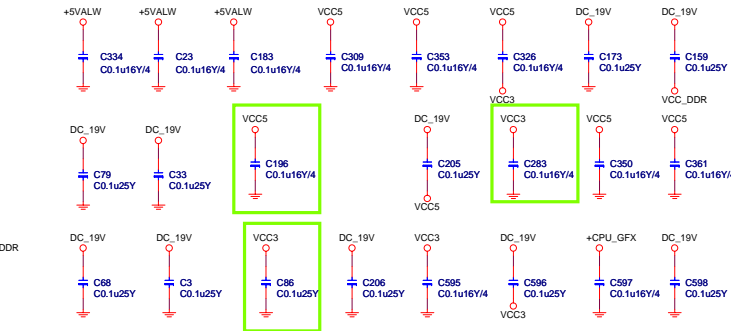 +5VALW +5VALW +5VALW VCC5 VCC5 VCC5 DC_19V DC_19V
C334 C23 C183 C309 C353 C326 C173 C159
C0.1u16Y/4 C0.1u16Y/4 C0.1u16Y/4 C0.1u16Y/4 C0.1u16Y/4 C0.1u16Y/4 C0.1u25Y C0.1u25Y
VCC3 VCC_DDR
DC_19V DC_19V VCC5 DC_19V VCC3 VCC5 VCC5
C79 C33 C196 C205 C283 C350 C361
C0.1u25Y C0.1u25Y C0.1u16Y/4 C0.1u25Y C0.1u16Y/4 C0.1u16Y/4 C0.1u16Y/
VCC5
DDR DC_19V DC_19V VCC3 DC_19V VCC3 DC_19V +CPU_GFX DC_19V
C68 C3 C86 C206 C595 C596 C597 C598
C0.1u25Y C0.1u25Y C0.1u25Y C0.1u25Y C0.1u16Y/4 C0.1u25Y C0.1u16Y/4 C0.1u25Y
VCC3